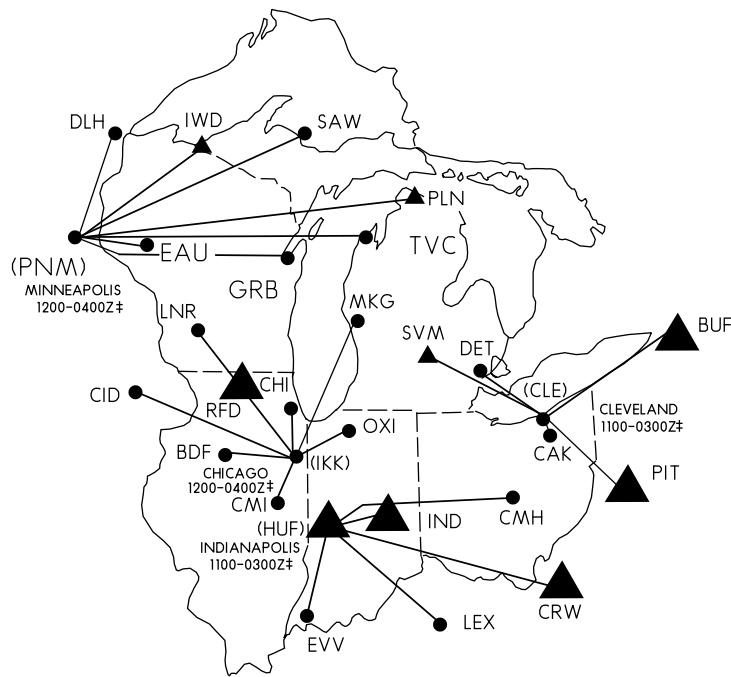 DLH
IWD
SAW
PLN
(PNM)
EAU
TVC
MINNEAPOLIS
1200-0400Z‡
GRB
LNR
MKG
BUF
SVM
DET
CID
RFD
CHI
(CLE)
CLEVELAND
1100-0300Z‡
OXI
BDF
(IKK)
CAK
CHICAGO
1200-0400Z‡
PIT
CMI
(HUF)
IND
CMH
INDIANAPOLIS
1100-0300Z‡
CRW
EVV
LEX